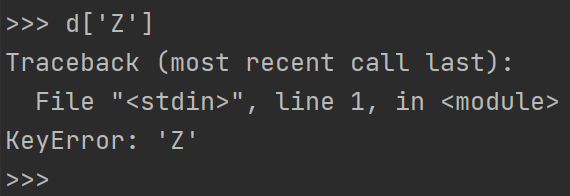 >>> d['Z']
Traceback (most recent call last):
  File "<stdin>", line 1, in <module>
KeyError: 'Z'
>>>